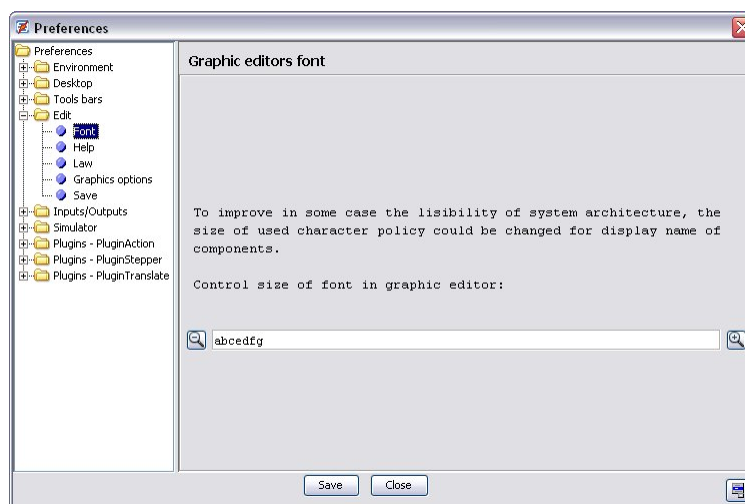 Preferences
Preferences
Environment
Desktop
Tools bars
Edit
Font
Help
Law
Graphics options
Save
Inputs/Outputs
Simulator
Plugins - PluginAction
Plugins - PluginStepper
Plugins - PluginTranslate
Graphic editors font
To improve in some case the lisibility of system architecture, the
size of used character policy could be changed for display name of
components.
Control size of font in graphic editor:
abcedfg
Save
Close